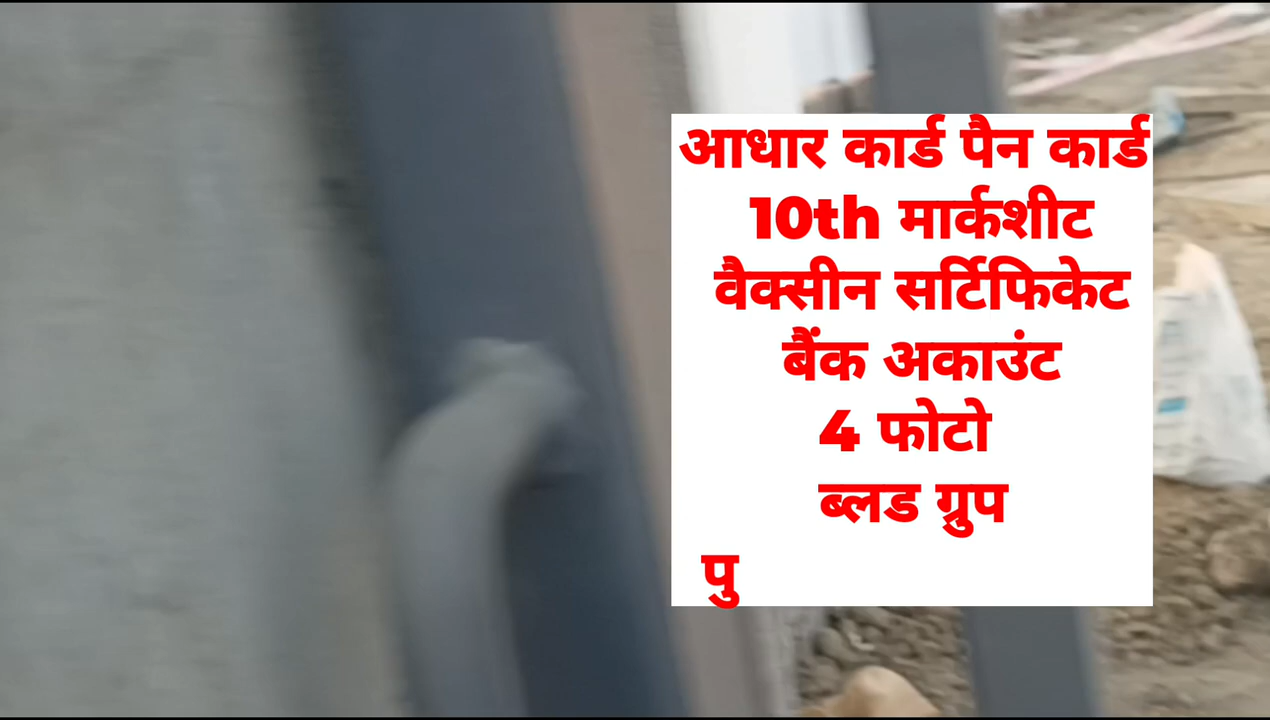 आधार कार्ड पैन कार्ड
10th मार्कशीट
वैक्सीन सर्टिफिकेट
बैंक अकाउंट
4 फोटो
ब्लड ग्रुप
पु